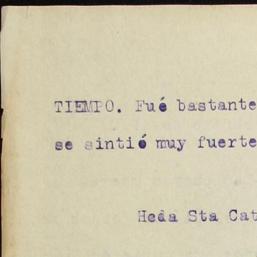 TIEMPO. Fué bastante
se sintió muy fuerte
Heda Sta Cat